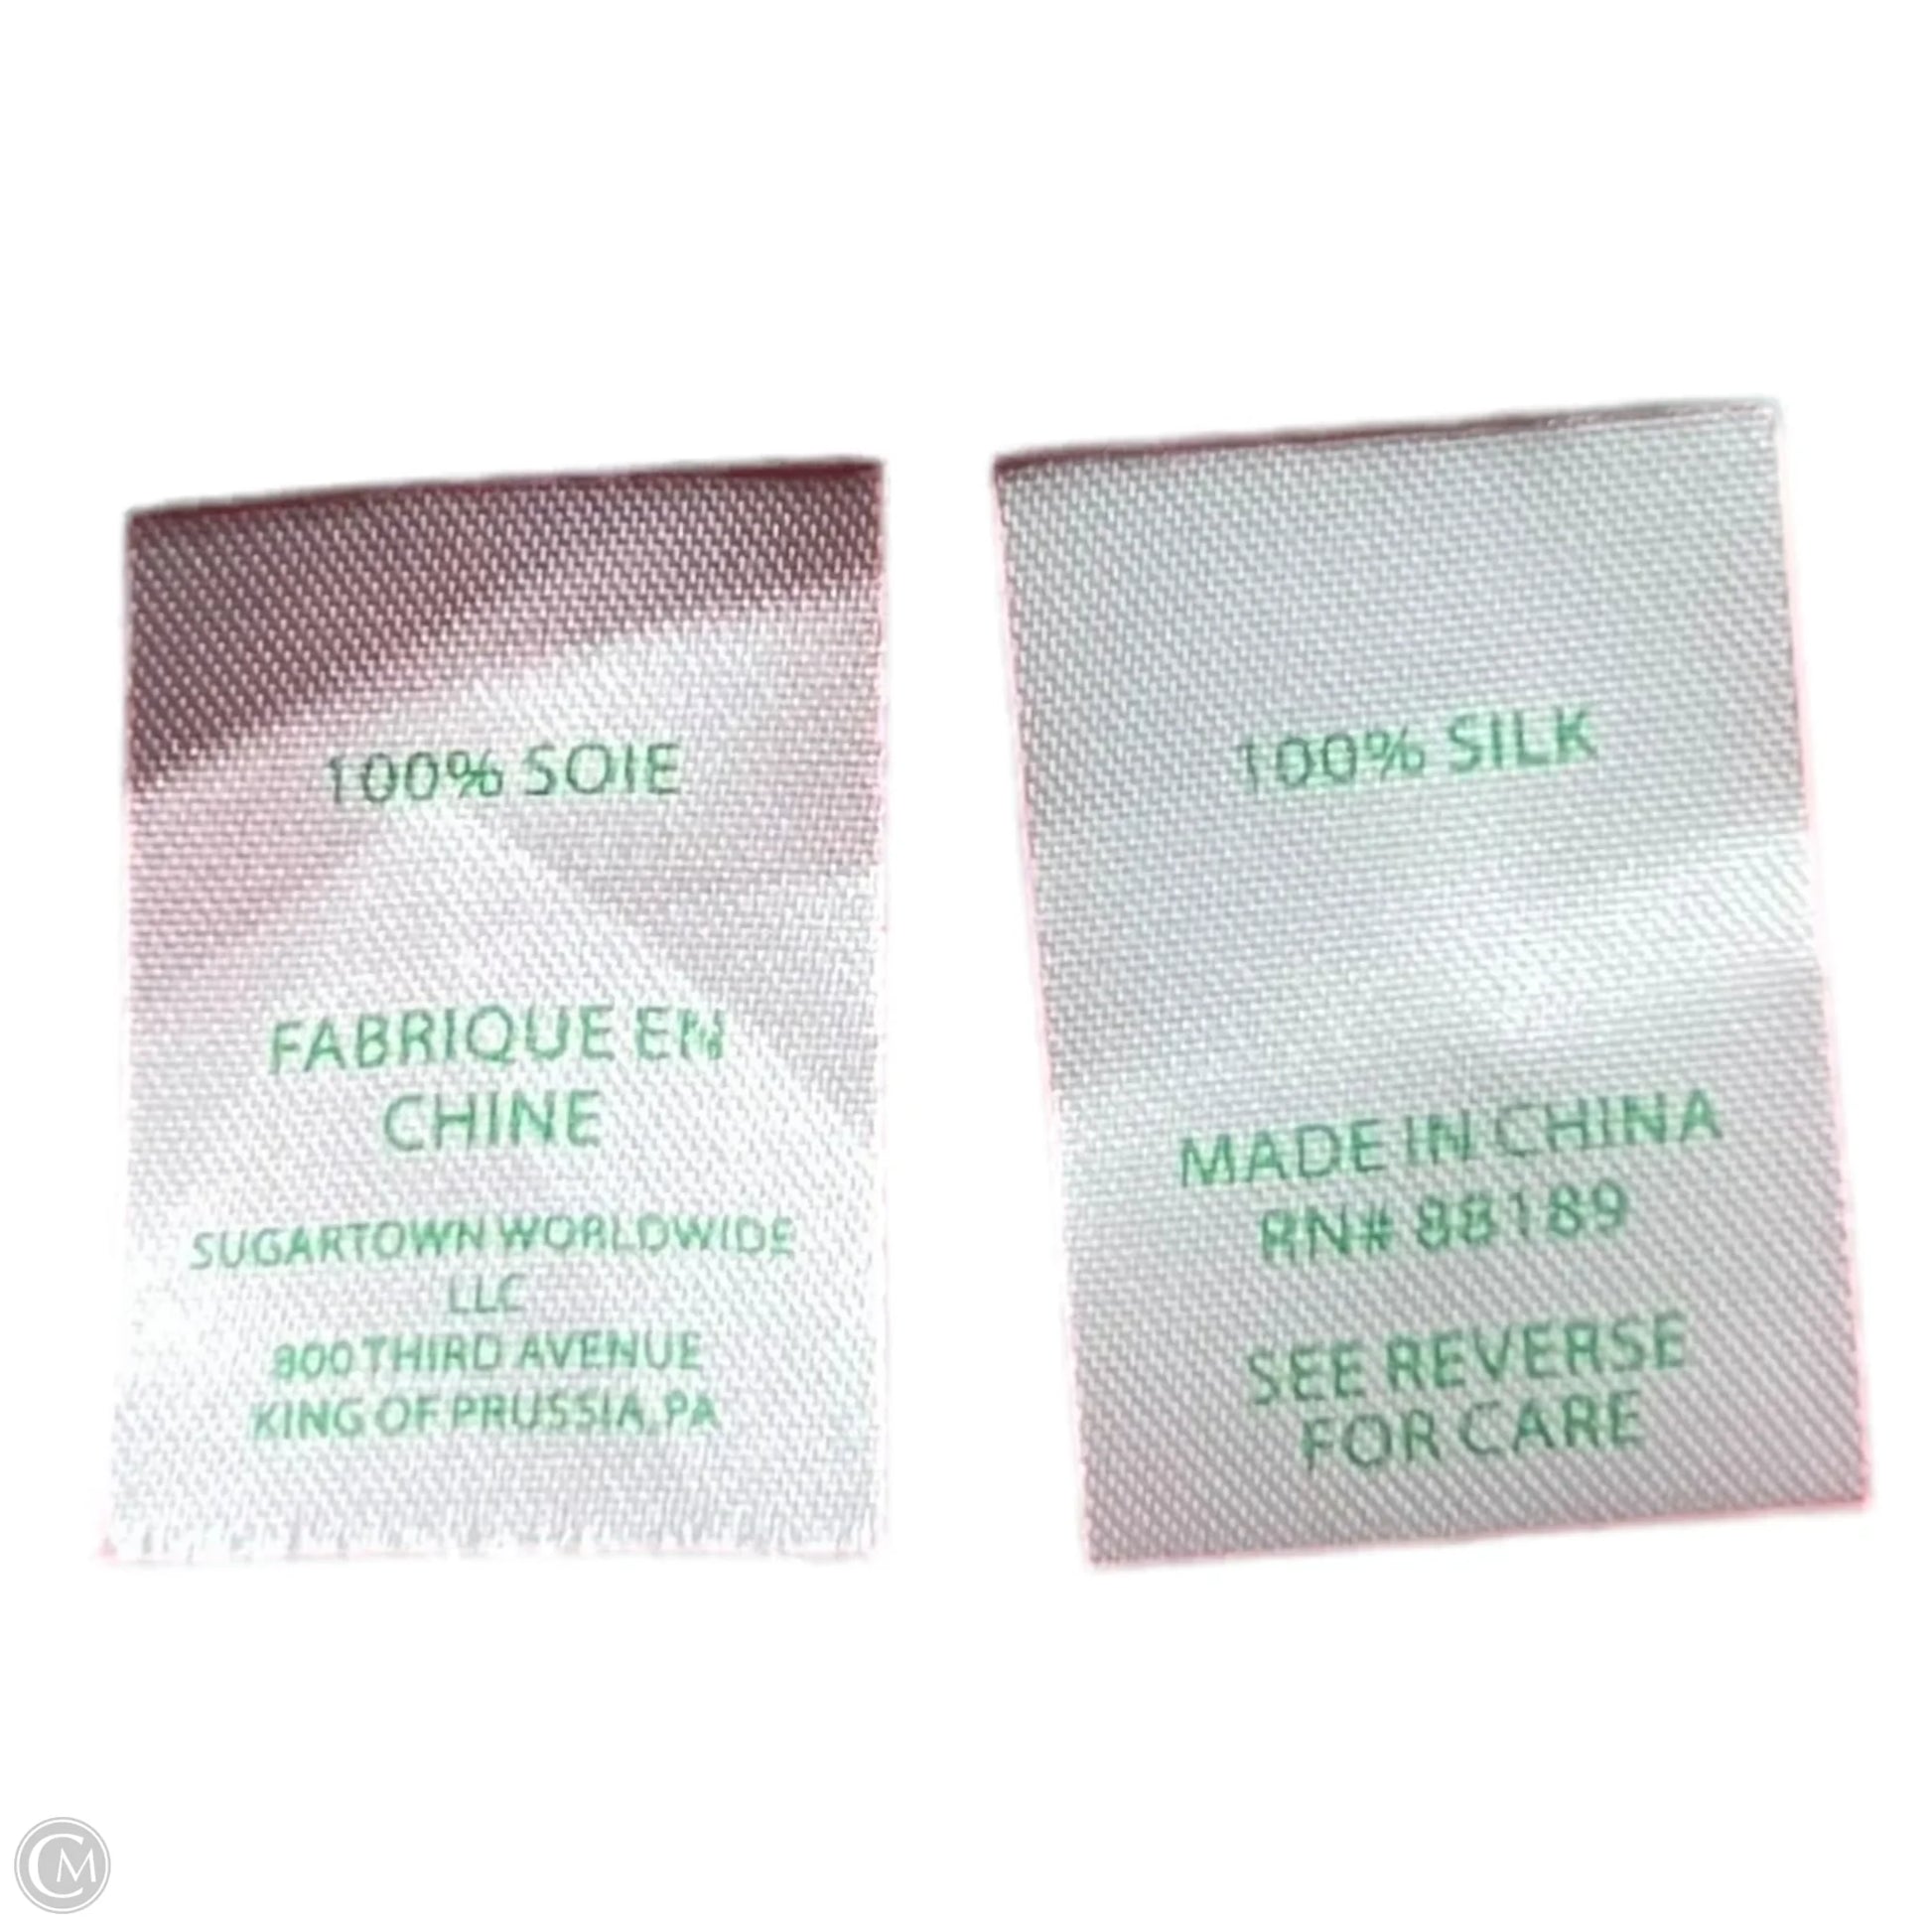 100% SOIE
FABRIQUE EN
CHINE
SUGARTOWN WORLDWIDE
LLC
800 THIRD AVENUE
KING OF PRUSSIA, PA
100% SILK
MADE IN CHINA
RN# 88189
SEE REVERSE
FOR CARE
CM